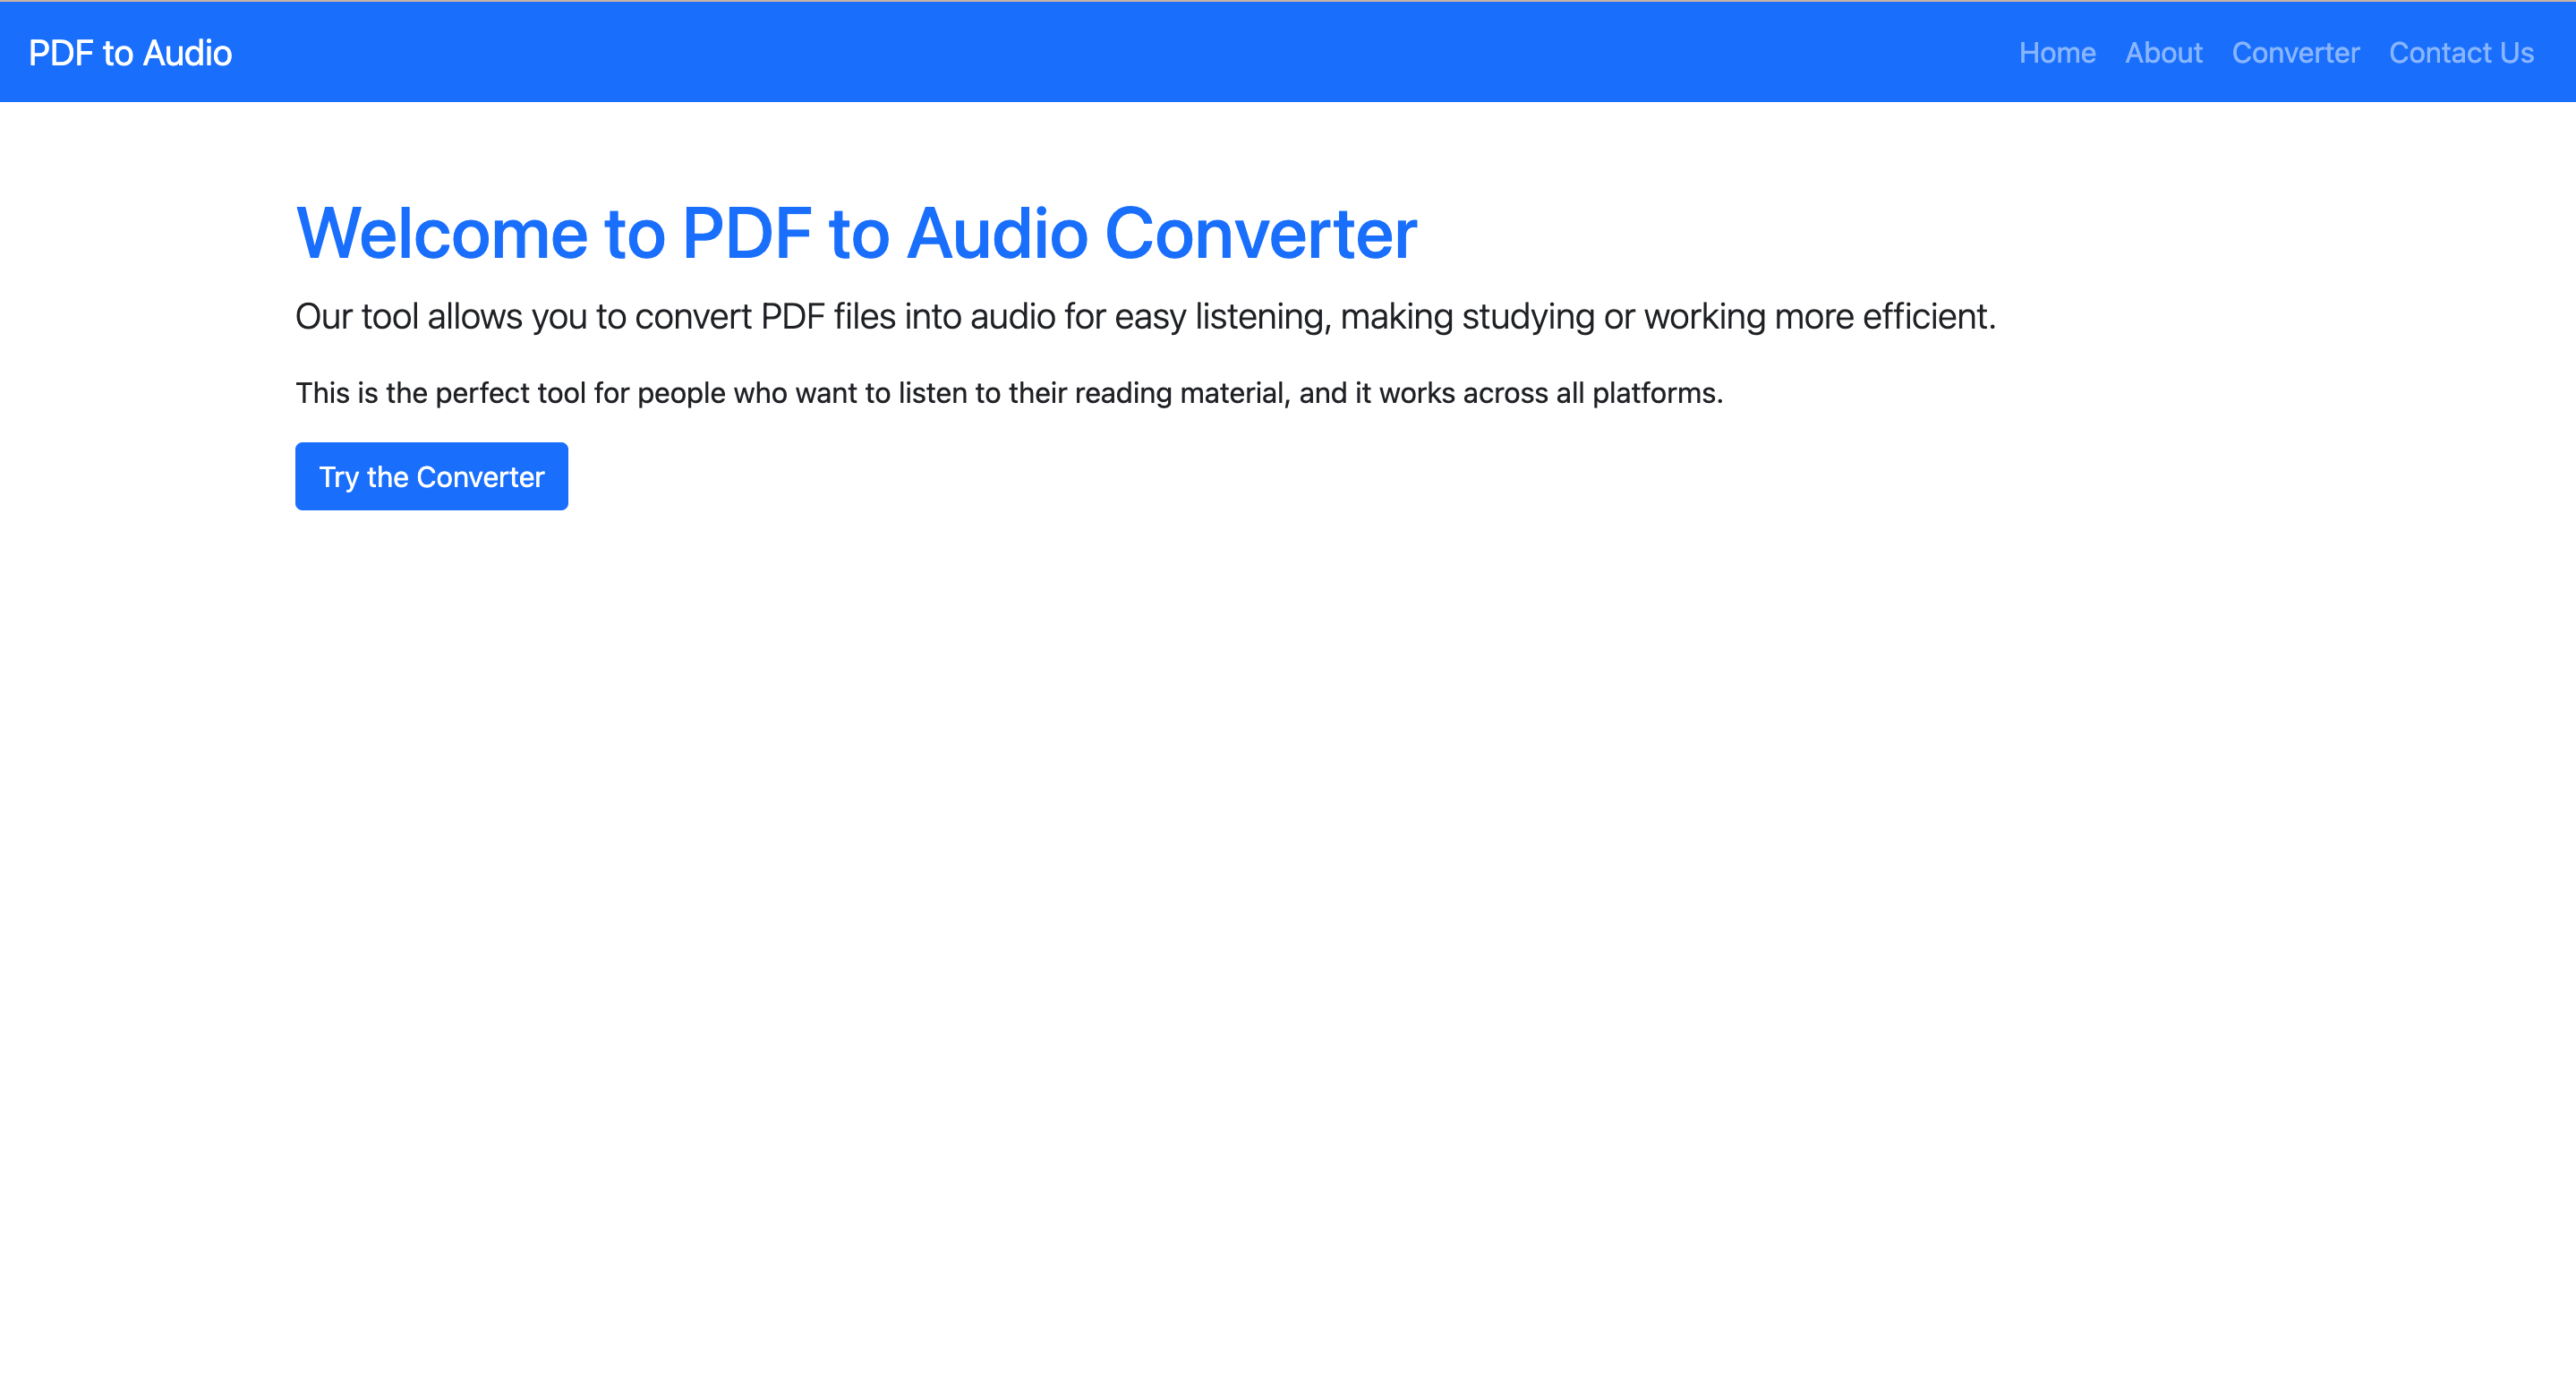 PDF to Audio
Home About Converter Contact Us
Welcome to PDF to Audio Converter
Our tool allows you to convert PDF files into audio for easy listening, making studying or working more efficient.
This is the perfect tool for people who want to listen to their reading material, and it works across all platforms.
Try the Converter